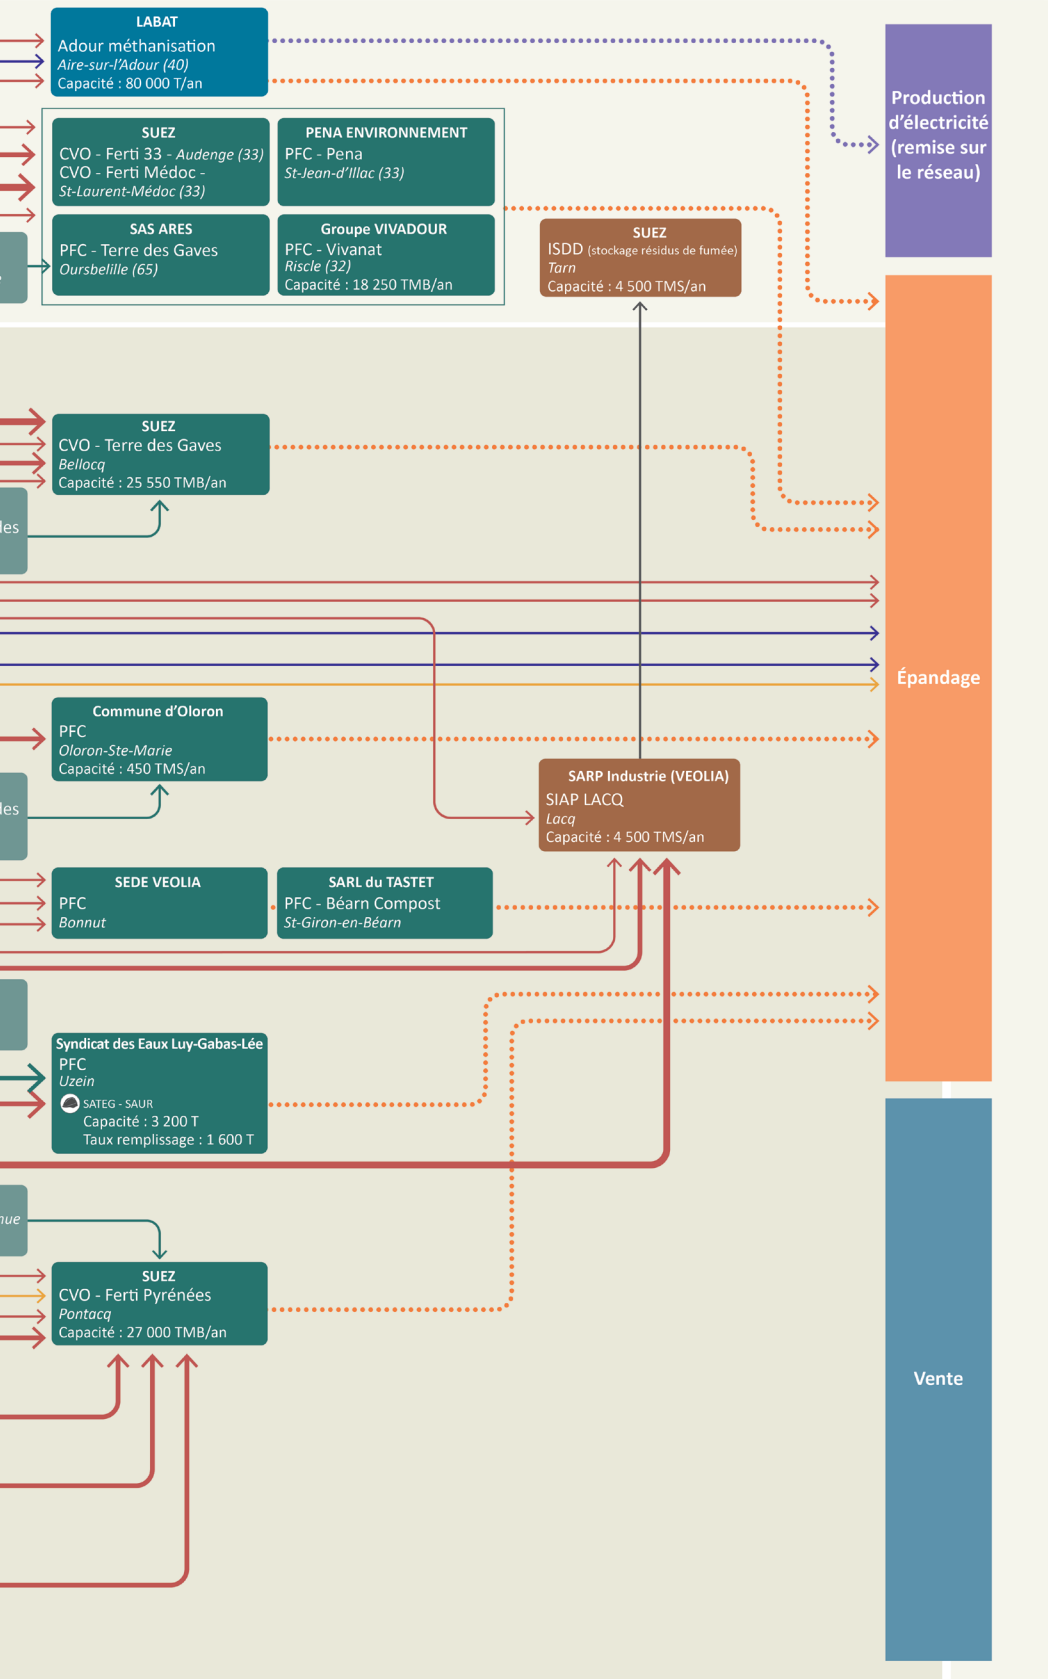 LABAT
Adour méthanisation
Aire-sur-l'Adour (40)
Capacité : 80 000 T/an
Production
d'électricité
(remise sur
le réseau)
SUEZ
CVO - Ferti 33 - Audenge (33)
CVO - Ferti Médoc -
St-Laurent-Médoc (33)
PENA ENVIRONNEMENT
PFC - Pena
St-Jean-d'Illac (33)
SAS ARES
PFC - Terre des Gaves
Oursbelille (65)
Groupe VIVADOUR
PFC - Vivanat
Riscle (32)
Capacité : 18 250 TMB/an
SUEZ
ISDD (stockage résidus de fumée)
Tarn
Capacité : 4 500 TMS/an
SUEZ
CVO - Terre des Gaves
Bellocq
Capacité : 25 550 TMB/an
les
Épandage
Commune d'Oloron
PFC
Oloron-Ste-Marie
Capacité : 450 TMS/an
les
SARP Industrie (VEOLIA)
SIAP LACQ
Lacq
Capacité : 4 500 TMS/an
SEDE VEOLIA
PFC
Bonnut
SARL du TASTET
PFC - Béarn Compost
St-Giron-en-Béarn
Syndicat des Eaux Luy-Gabas-Lée
PFC
Uzein
SATEG - SAUR
Capacité : 3 200 T
Taux remplissage : 1 600 T
nue
SUEZ
CVO - Ferti Pyrénées
Pontacq
Capacité : 27 000 TMB/an
Vente